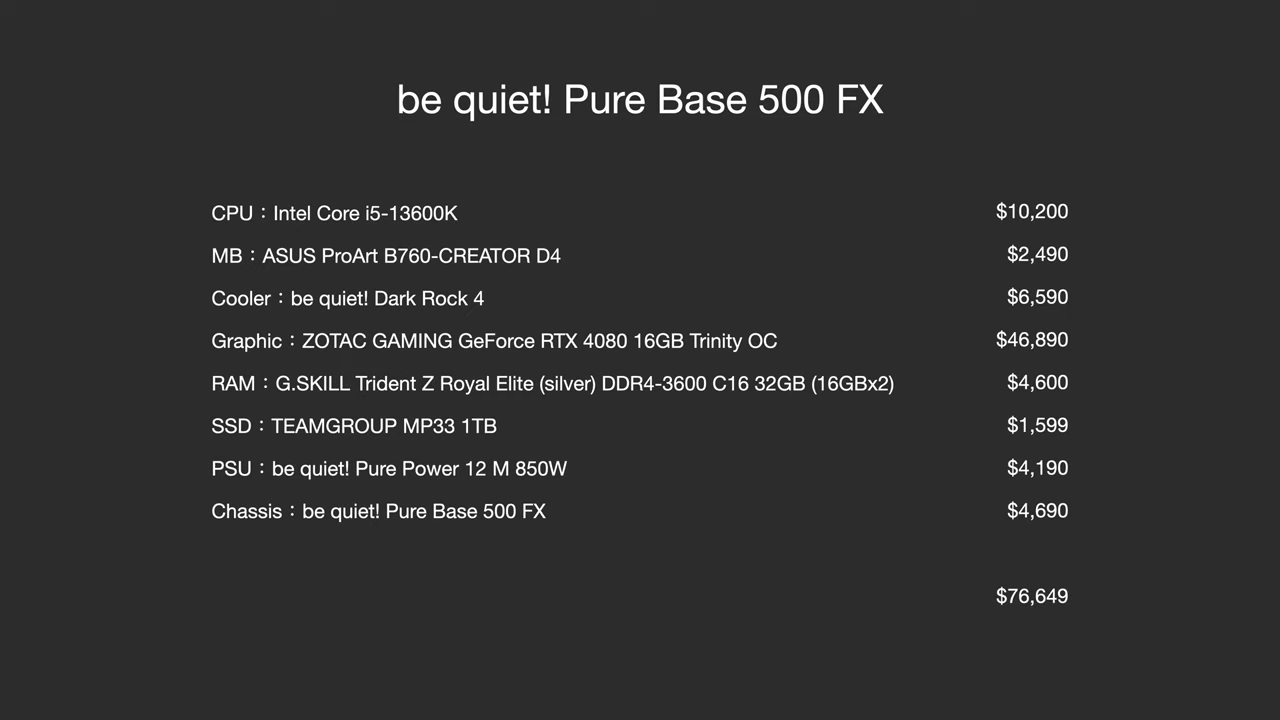 be quiet! Pure Base 500 FX
CPU：Intel Core i5-13600K $10,200
MB：ASUS ProArt B760-CREATOR D4 $2,490
Cooler：be quiet! Dark Rock 4 $6,590
Graphic：ZOTAC GAMING GeForce RTX 4080 16GB Trinity OC $46,890
RAM：G.SKILL Trident Z Royal Elite (silver) DDR4-3600 C16 32GB (16GBx2) $4,600
SSD：TEAMGROUP MP33 1TB $1,599
PSU：be quiet! Pure Power 12 M 850W $4,190
Chassis：be quiet! Pure Base 500 FX $4,690
$76,649